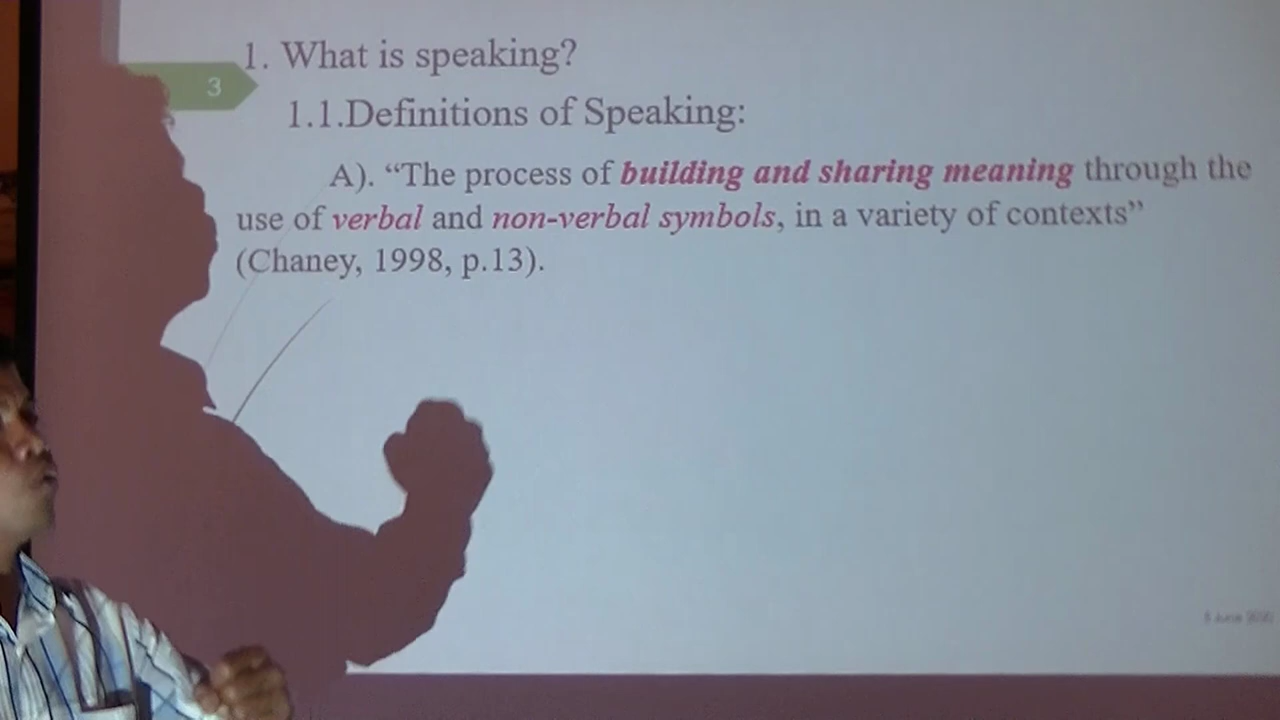 3
1. What is speaking?
1.1.Definitions of Speaking:
A). “The process of building and sharing meaning through the
use of verbal and non-verbal symbols, in a variety of contexts”
(Chaney, 1998, p.13).